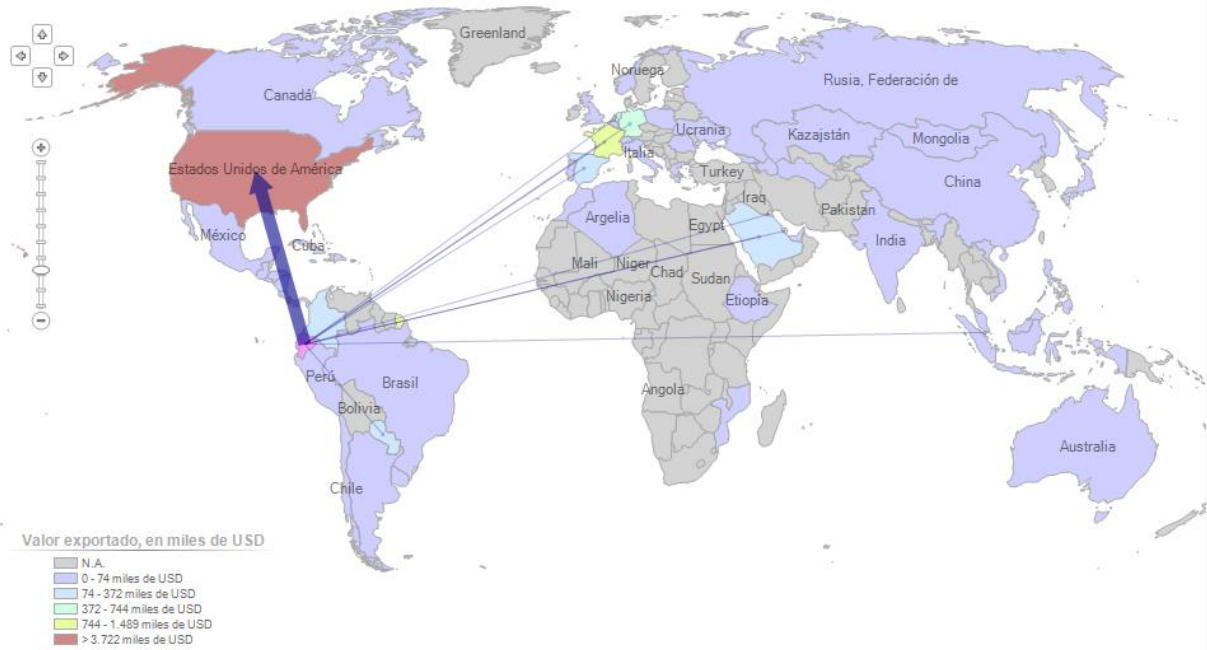 Greenland
Noruega
Rusia, Federación de
Canadá
Ucrania
Kazajstán
Mongolia
Italia
Estados Unidos de América
Turkey
China
Iraq
Pakistan
Argelia
Egypt
México
Cuba
India
Mali
Niger
Chad
Sudan
Nigeria
Etiopia
Perú
Brasil
Angola
Bolivia
Australia
Chile
Valor exportado, en miles de USD
N.A.
0 - 74 miles de USD
74 - 372 miles de USD
372 - 744 miles de USD
744 - 1.489 miles de USD
> 3.722 miles de USD